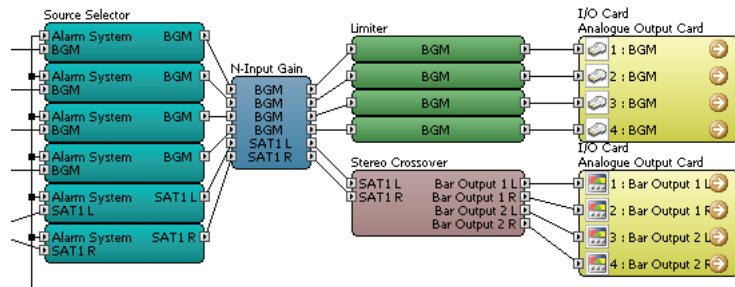 Source Selector
Alarm System BGM
BGM
Alarm System BGM
BGM
Alarm System BGM
BGM
Alarm System BGM
BGM
Alarm System SAT1 L
SAT1 L
Alarm System SAT1 R
SAT1 R
N-Input Gain
BGM
BGM
BGM
BGM
SAT1 L
SAT1 R
Limiter
BGM
BGM
BGM
BGM
Stereo Crossover
SAT1 L Bar Output 1 L
SAT1 R Bar Output 1 R
Bar Output 2 L
Bar Output 2 R
I/O Card
Analogue Output Card
1 : BGM
2 : BGM
3 : BGM
4 : BGM
I/O Card
Analogue Output Card
1 : Bar Output 1 L
2 : Bar Output 1 R
3 : Bar Output 2 L
4 : Bar Output 2 R